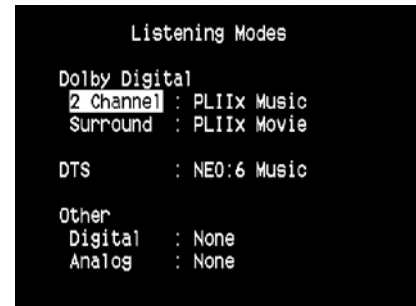 Listening Modes
Dolby Digital
2 Channel : PLIIx Music
Surround : PLIIx Movie
DTS : NEO:6 Music
Other
Digital : None
Analog : None